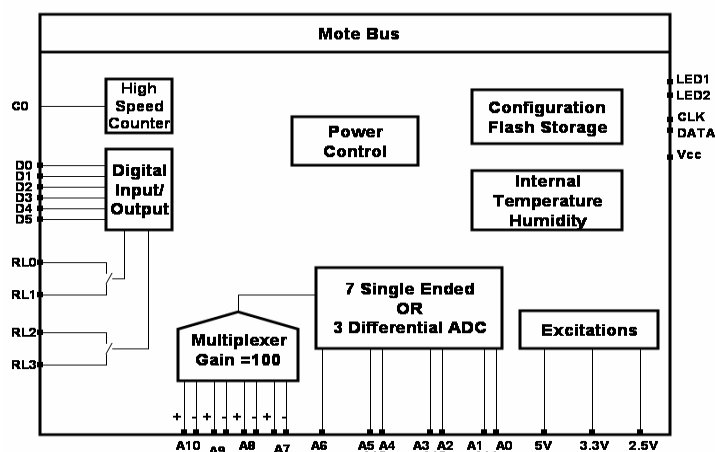 Mote Bus
High
Speed
Counter
C0
Configuration
Flash Storage
LED1
LED2
CLK
DATA
Vcc
Power
Control
Digital
Input/
Output
D0
D1
D2
D3
D4
D5
Internal
Temperature
Humidity
RL0
RL1
RL2
RL3
7 Single Ended
OR
3 Differential ADC
Multiplexer
Gain =100
Excitations
+ - + - + - + -
A10 A9 A8 A7 A6 A5 A4 A3 A2 A1 A0 5V 3.3V 2.5V